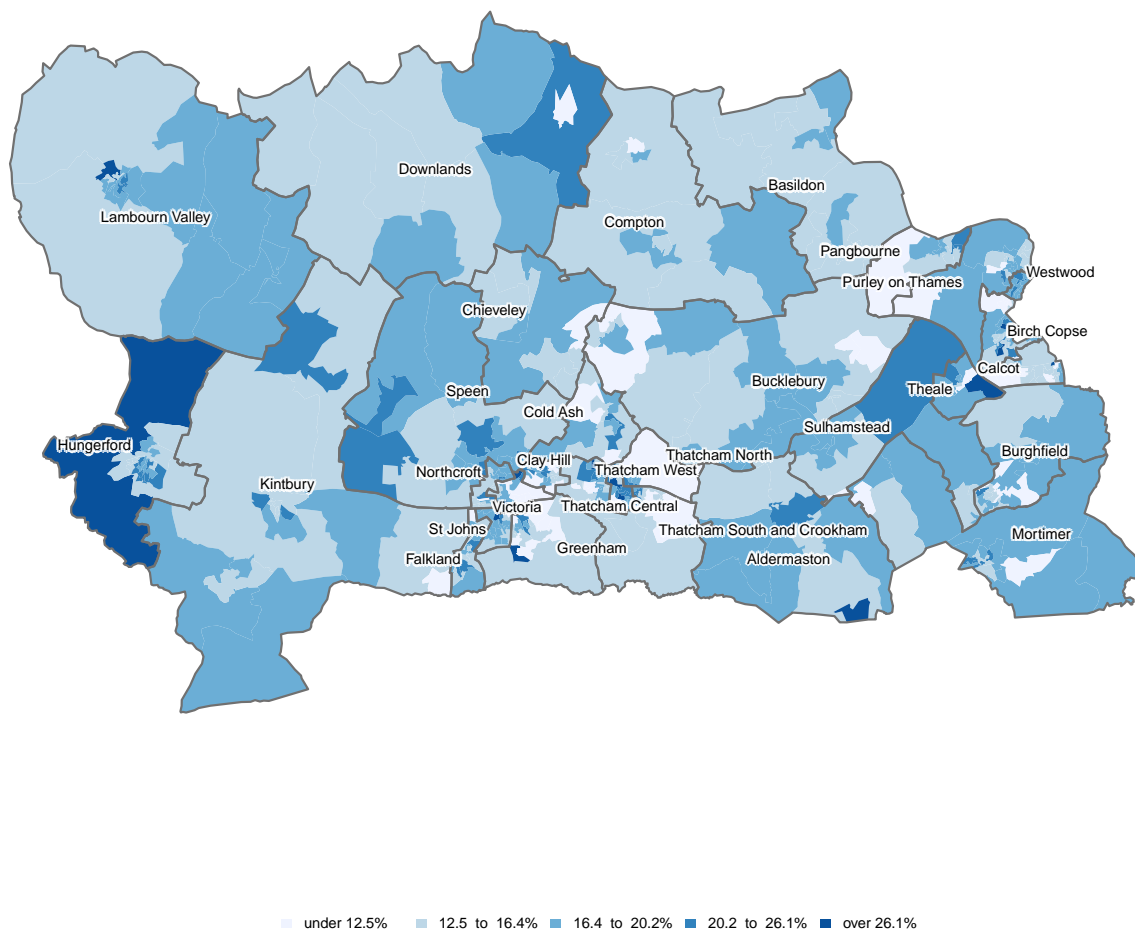 Downlands
Basildon
Lambourn Valley
Compton
Pangbourne
Westwood
Purley on Thames
Chieveley
Birch Copse
Calcot
Bucklebury
Theale
Speen
Cold Ash
Sulhamstead
Hungerford
Burghfield
Thatcham North
Clay Hill
Thatcham West
Northcroft
Kintbury
Victoria
Thatcham Central
St Johns
Thatcham South and Crookham
Mortimer
Greenham
Falkland
Aldermaston
under 12.5% 12.5 to 16.4% 16.4 to 20.2% 20.2 to 26.1% over 26.1%